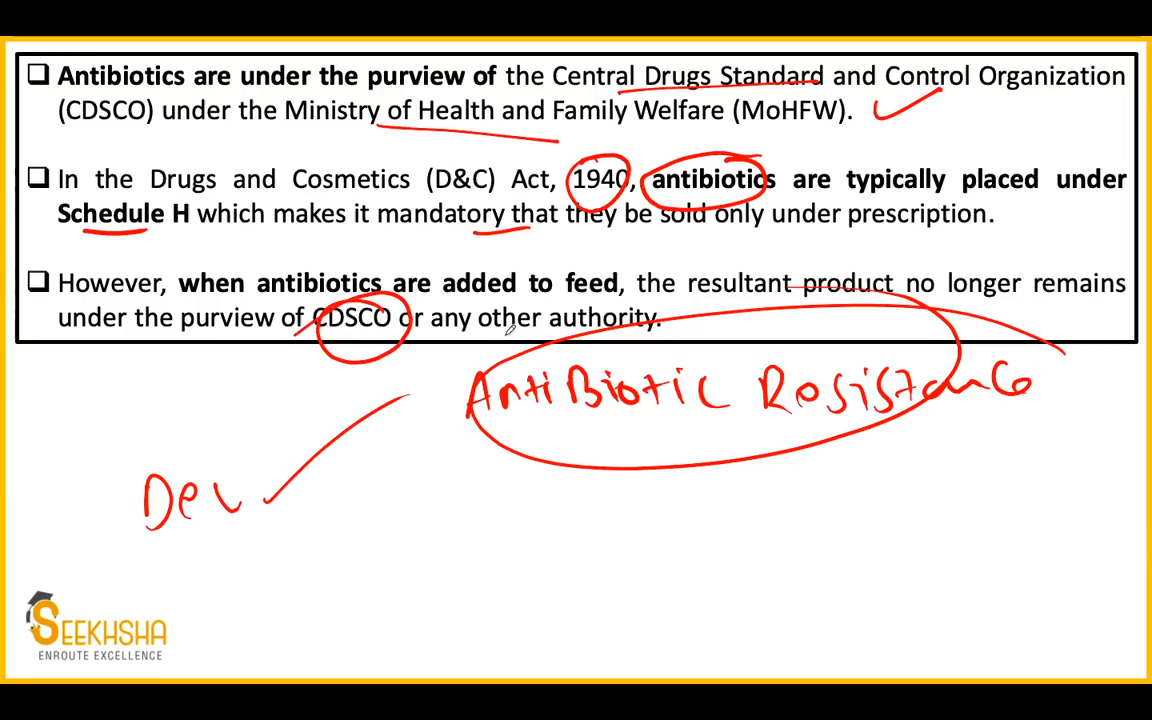 ❑ Antibiotics are under the purview of the Central Drugs Standard and Control Organization
(CDSCO) under the Ministry of Health and Family Welfare (MoHFW).
❑ In the Drugs and Cosmetics (D&C) Act, 1940, antibiotics are typically placed under
Schedule H which makes it mandatory that they be sold only under prescription.
❑ However, when antibiotics are added to feed, the resultant product no longer remains
under the purview of CDSCO or any other authority.
AntiBiotic Resistance
Dev
SEEKHSHA
ENROUTE EXCELLENCE